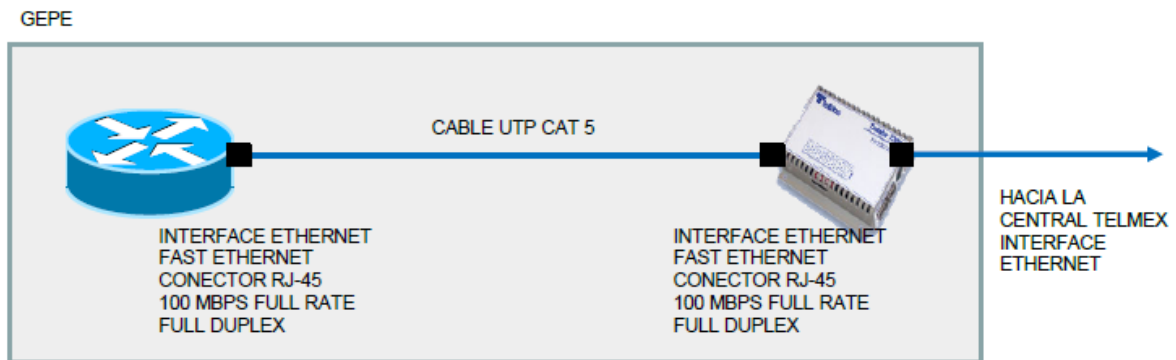 GEPE
CABLE UTP CAT 5
INTERFACE ETHERNET
FAST ETHERNET
CONECTOR RJ-45
100 MBPS FULL RATE
FULL DUPLEX
INTERFACE ETHERNET
FAST ETHERNET
CONECTOR RJ-45
100 MBPS FULL RATE
FULL DUPLEX
HACIA LA
CENTRAL TELMEX
INTERFACE
ETHERNET